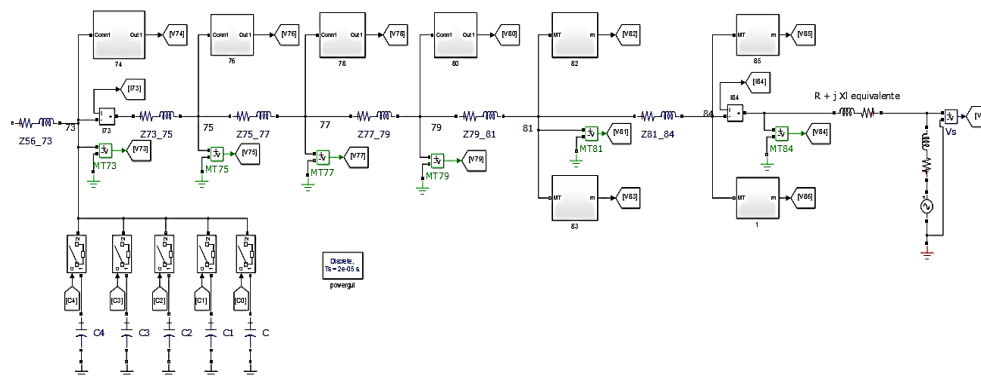 Conn1 Out1
[V74]
74
Conn1 Out1
[V76]
76
Conn1 Out1
[V78]
78
Conn1 Out1
[V80]
80
MT m
[V82]
82
MT m
[V85]
85
[I73]
I73
[I84]
I84
R + j Xl equivalente
Z56_73
73
Z73_75
75
Z75_77
77
Z77_79
79
Z79_81
81
Z81_84
84
Vs
[V73]
MT73
[V75]
MT75
[V77]
MT77
[V79]
MT79
[V81]
MT81
[V84]
MT84
MT m
[V83]
83
MT m
[V86]
1
Discrete,
Ts = 2e-05 s.
powergui
[C4]
[C3]
[C2]
[C1]
[C0]
C4
C3
C2
C1
C